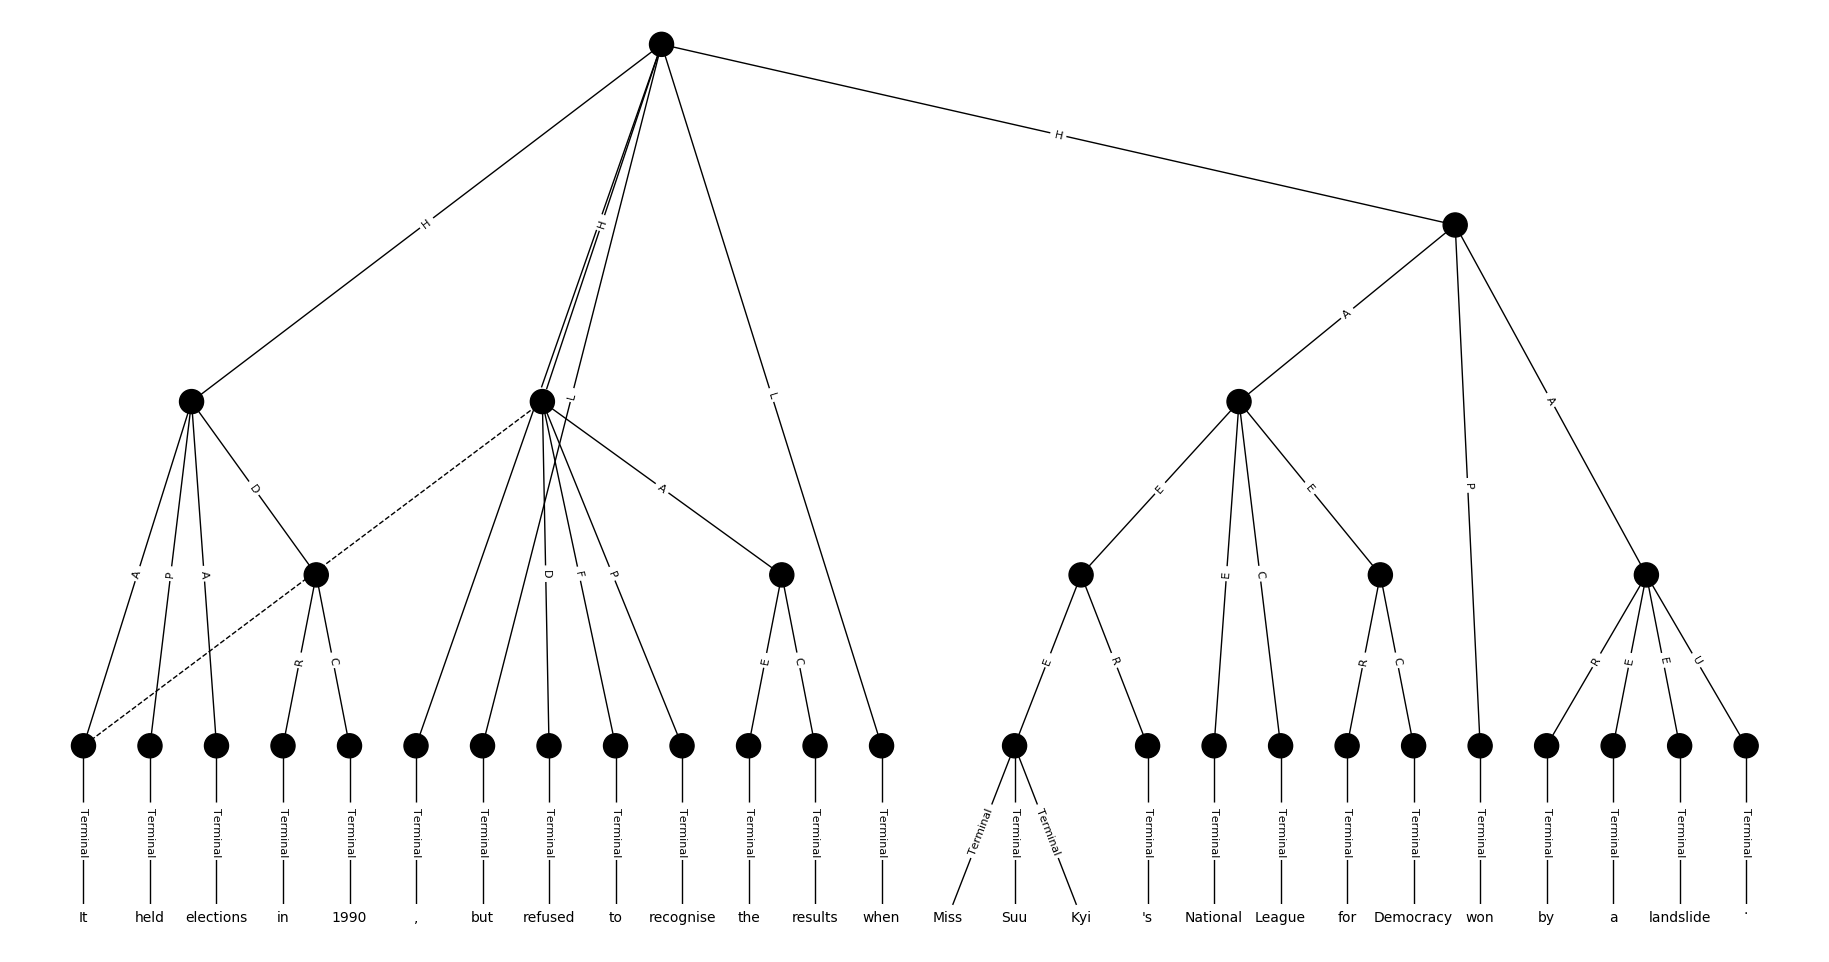 H
H
H
A
L
L
A
D
A
P
E
E
A
P
A
D
F
P
E
C
R
C
E
C
E
R
R
C
R
E
E
U
Terminal Terminal Terminal Terminal Terminal Terminal Terminal Terminal Terminal Terminal Terminal Terminal Terminal Terminal Terminal Terminal Terminal Terminal Terminal Terminal Terminal Terminal Terminal Terminal Terminal Terminal
It held elections in 1990 , but refused to recognise the results when Miss Suu Kyi 's National League for Democracy won by a landslide .